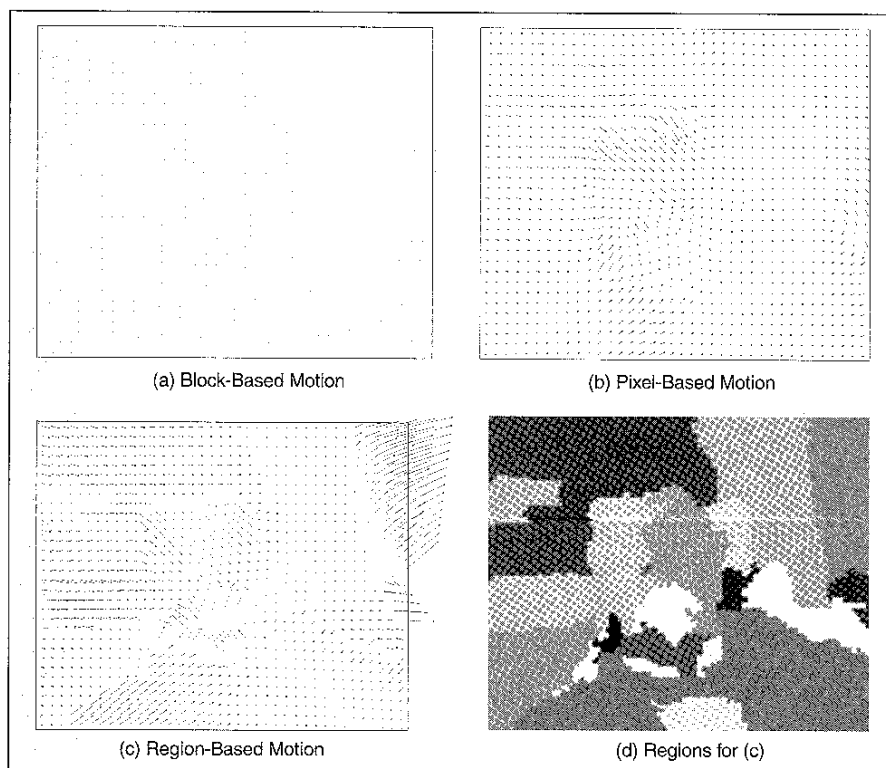 (a) Block-Based Motion
(b) Pixel-Based Motion
(c) Region-Based Motion
(d) Regions for (c)